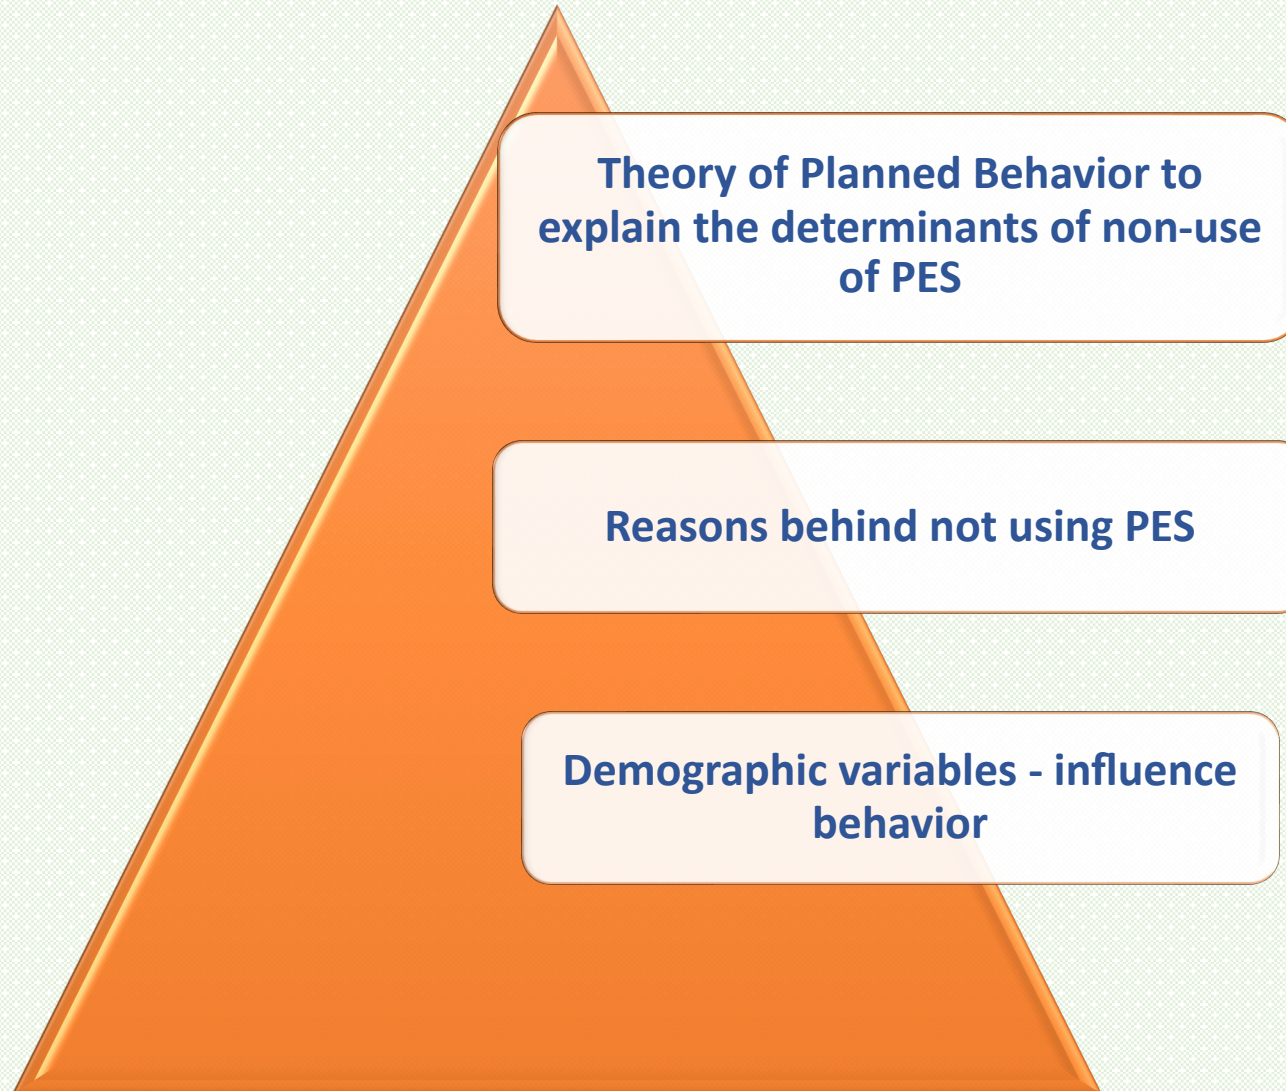 Theory of Planned Behavior to
explain the determinants of non-use
of PES
Reasons behind not using PES
Demographic variables - influence
behavior